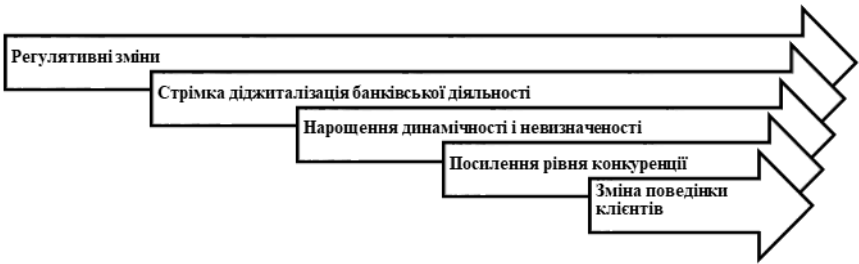 Регулятивні зміни
Стрімка діджиталізація банківської діяльності
Нарощення динамічності і невизначеності
Посилення рівня конкуренції
Зміна поведінки
клієнтів